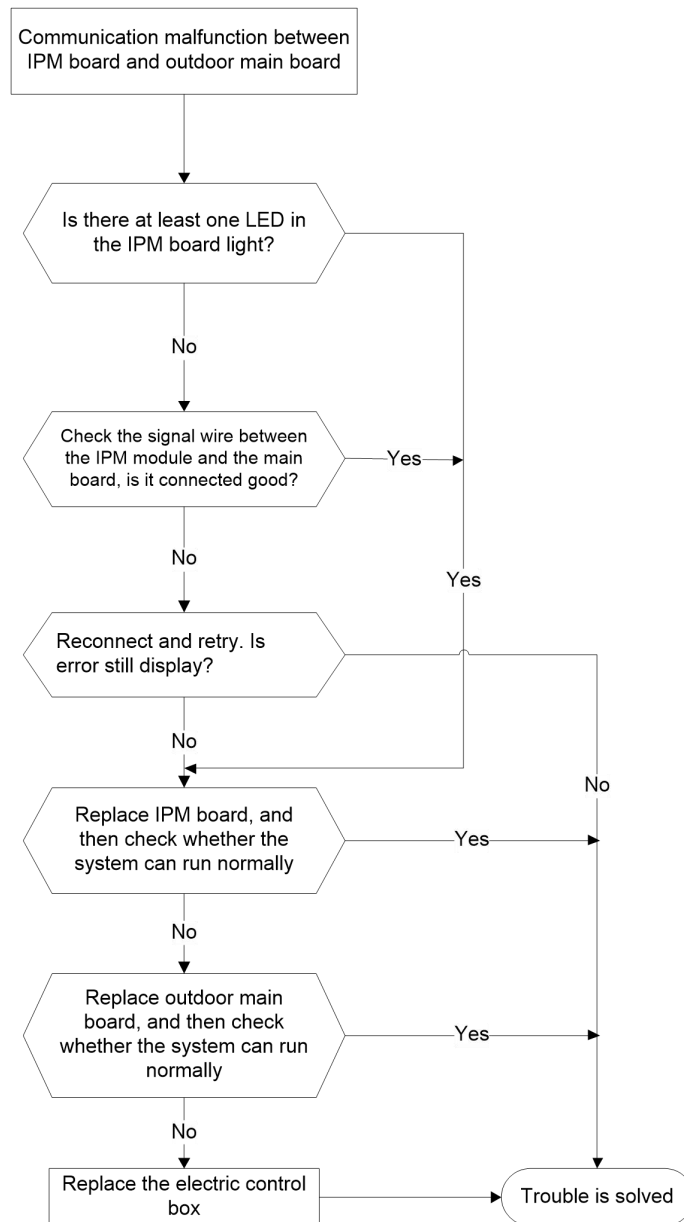 Communication malfunction between
IPM board and outdoor main board
Is there at least one LED in
the IPM board light?
No
Check the signal wire between
the IPM module and the main
board, is it connected good?
Yes
No
Yes
Reconnect and retry. Is
error still display?
No
No
Replace IPM board, and
then check whether the
system can run normally
Yes
No
Replace outdoor main
board, and then check
whether the system can run
normally
Yes
No
Replace the electric control
box
Trouble is solved